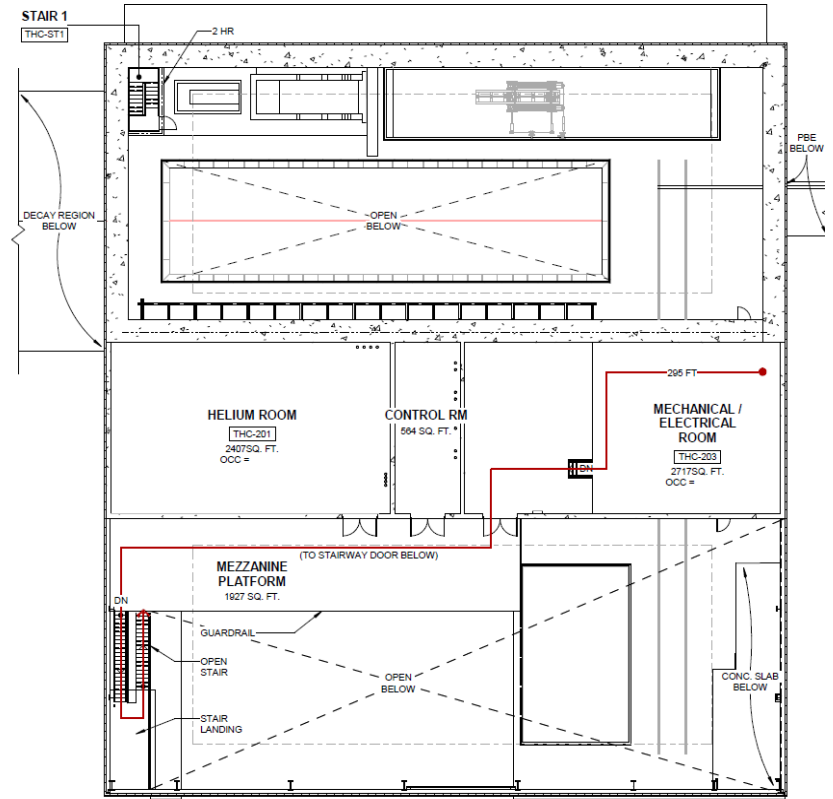 STAIR 1
THC-ST1
2 HR
PBE
BELOW
DECAY REGION
BELOW
OPEN
BELOW
295 FT
HELIUM ROOM
THC-201
2407SQ. FT.
OCC =
CONTROL RM
564 SQ. FT.
MECHANICAL /
ELECTRICAL
ROOM
THC-203
2717SQ. FT.
OCC =
DN
(TO STAIRWAY DOOR BELOW)
MEZZANINE
PLATFORM
1927 SQ. FT.
DN
GUARDRAIL
OPEN
STAIR
OPEN
BELOW
CONC. SLAB
BELOW
STAIR
LANDING